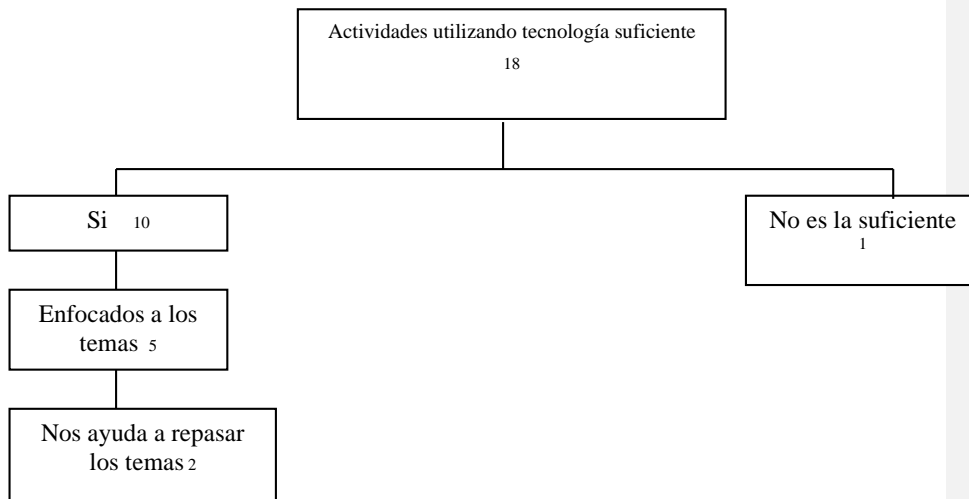 Actividades utilizando tecnología suficiente
18
Si 10
No es la suficiente
1
Enfocados a los
temas 5
Nos ayuda a repasar
los temas 2